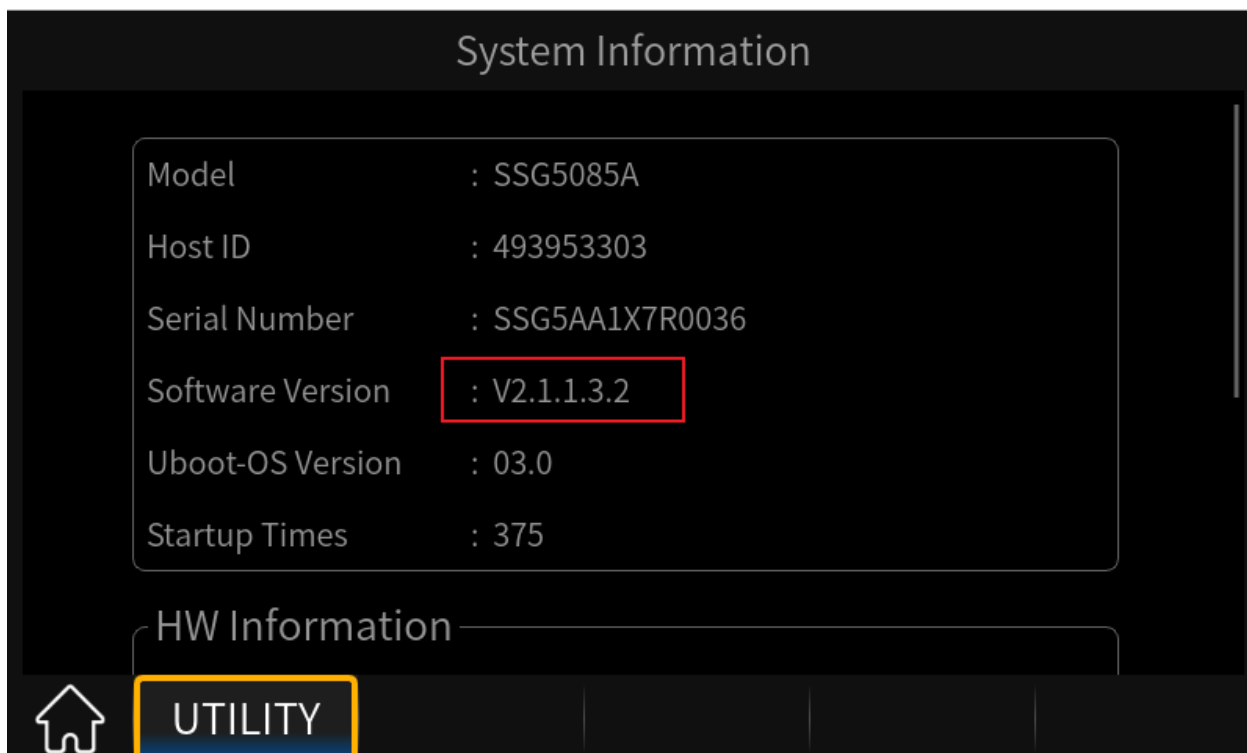 System Information
Model : SSG5085A
Host ID : 493953303
Serial Number : SSG5AA1X7R0036
Software Version : V2.1.1.3.2
Uboot-OS Version : 03.0
Startup Times : 375
HW Information
UTILITY